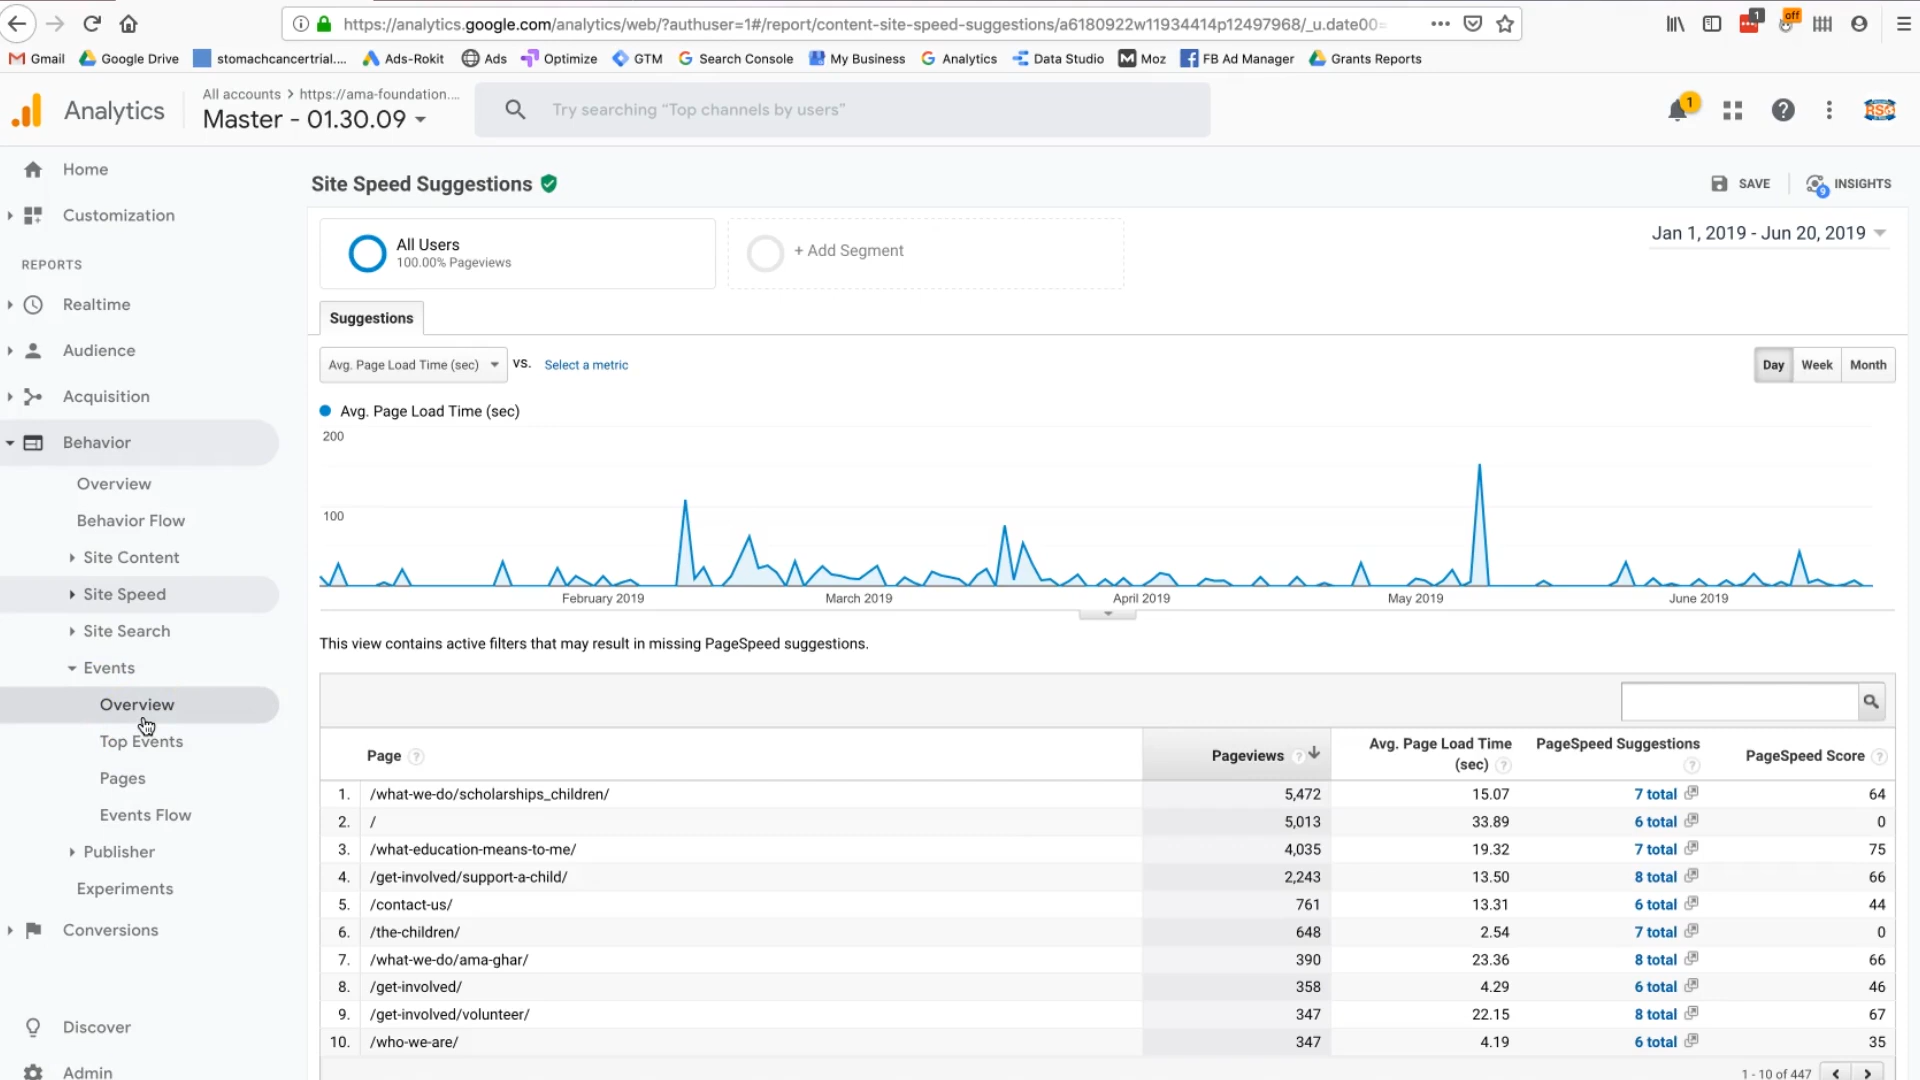 https://analytics.google.com/analytics/web/?authuser=1#/report/content-site-speed-suggestions/a6180922w11934414p12497968/_u.date00=
1
off
Gmail
Google Drive
stomachcancertrial....
Ads-Rokit
Ads
Optimize
GTM
Search Console
My Business
Analytics
Data Studio
Moz
FB Ad Manager
Grants Reports
Analytics
All accounts > https://ama-foundation....
Master - 01.30.09
Try searching “Top channels by users”
1
Home
Customization
REPORTS
Realtime
Audience
Acquisition
Behavior
Overview
Behavior Flow
Site Content
Site Speed
Site Search
Events
Overview
Top Events
Pages
Events Flow
Publisher
Experiments
Conversions
Discover
Admin
Site Speed Suggestions
SAVE
9
INSIGHTS
All Users
100.00% Pageviews
+ Add Segment
Jan 1, 2019 - Jun 20, 2019
Suggestions
Avg. Page Load Time (sec)
VS.
Select a metric
Day Week Month
Avg. Page Load Time (sec)
200
100
February 2019 March 2019 April 2019 May 2019 June 2019
This view contains active filters that may result in missing PageSpeed suggestions.
Page ? Pageviews ? Avg. Page Load Time (sec) ? PageSpeed Suggestions ? PageSpeed Score ?
1. /what-we-do/scholarships_children/ 5,472 15.07 7 total 64
2. / 5,013 33.89 6 total 0
3. /what-education-means-to-me/ 4,035 19.32 7 total 75
4. /get-involved/support-a-child/ 2,243 13.50 8 total 66
5. /contact-us/ 761 13.31 6 total 44
6. /the-children/ 648 2.54 7 total 0
7. /what-we-do/ama-ghar/ 390 23.36 8 total 66
8. /get-involved/ 358 4.29 6 total 46
9. /get-involved/volunteer/ 347 22.15 8 total 67
10. /who-we-are/ 347 4.19 6 total 35
1 - 10 of 447